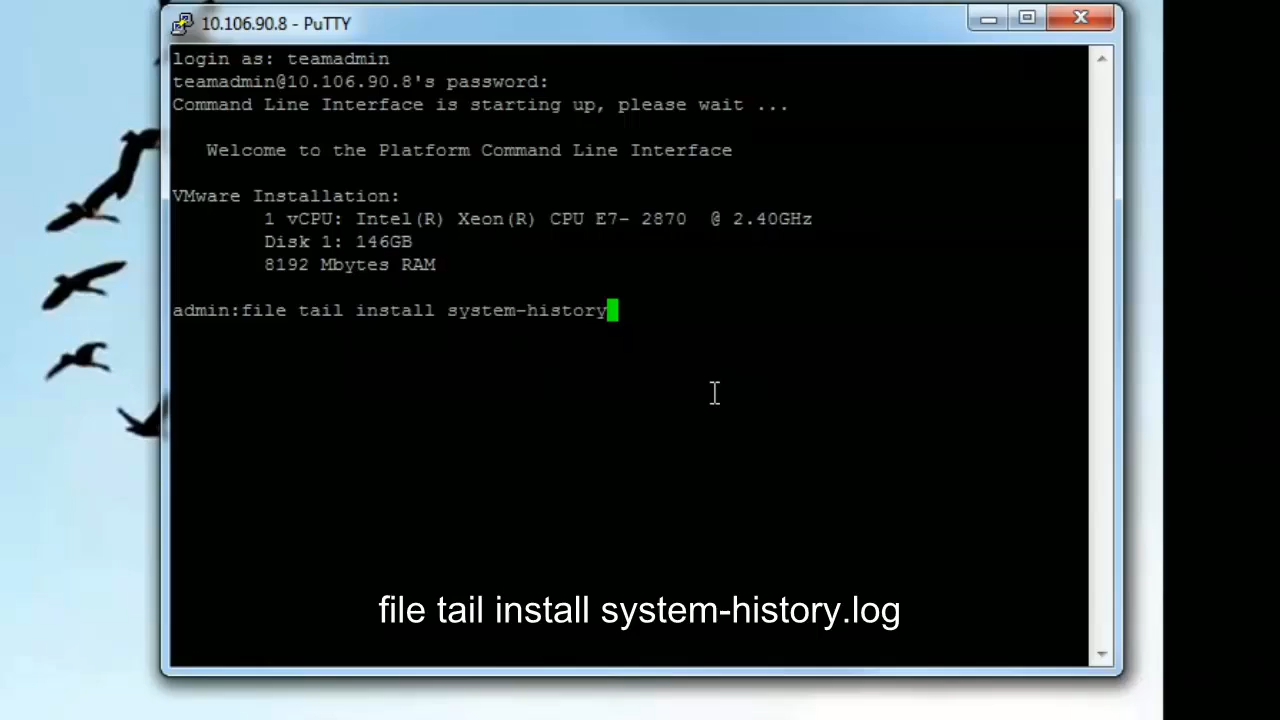 10.106.90.8 - PuTTY
login as: teamadmin
teamadmin@10.106.90.8's password:
Command Line Interface is starting up, please wait ...
Welcome to the Platform Command Line Interface
VMware Installation:
1 vCPU: Intel(R) Xeon(R) CPU E7- 2870  @ 2.40GHz
Disk 1: 146GB
8192 Mbytes RAM
admin:file tail install system-history
file tail install system-history.log